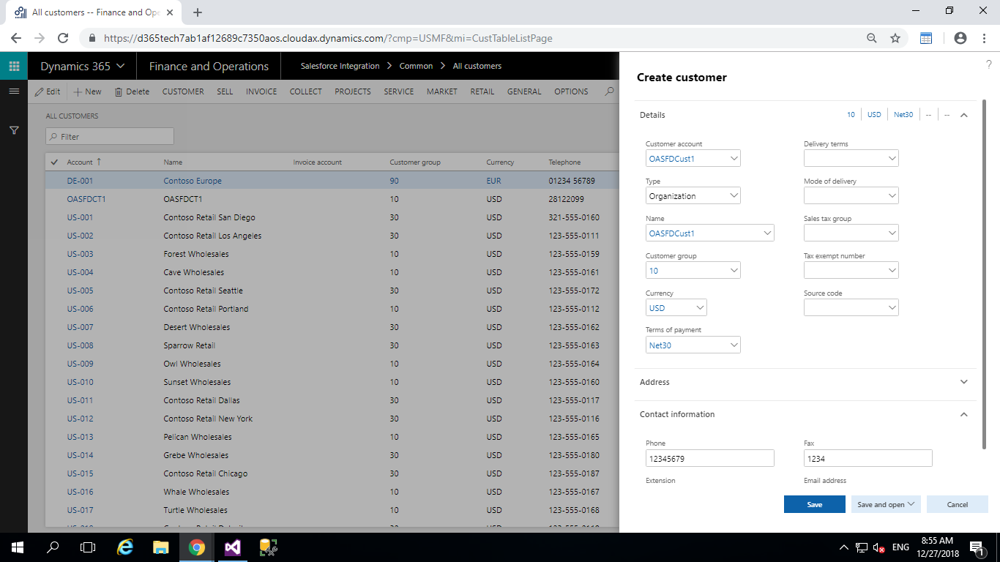 All customers -- Finance and Ope
https://d365tech7ab1af12689c7350aos.cloudax.dynamics.com/?cmp=USMF&mi=CustTableListPage
Dynamics 365 Finance and Operations Salesforce Integration > Common > All customers
Edit New Delete CUSTOMER SELL INVOICE COLLECT PROJECTS SERVICE MARKET RETAIL GENERAL OPTIONS
ALL CUSTOMERS
Filter
Account Name Invoice account Customer group Currency Telephone
DE-001 Contoso Europe 90 EUR 01234 56789
OASFDCT1 OASFDCT1 10 USD 28122099
US-001 Contoso Retail San Diego 30 USD 321-555-0160
US-002 Contoso Retail Los Angeles 30 USD 123-555-0111
US-003 Forest Wholesales 10 USD 123-555-0159
US-004 Cave Wholesales 10 USD 123-555-0161
US-005 Contoso Retail Seattle 30 USD 123-555-0172
US-006 Contoso Retail Portland 10 USD 123-555-0112
US-007 Desert Wholesales 30 USD 123-555-0162
US-008 Sparrow Retail 30 USD 123-555-0163
US-009 Owl Wholesales 10 USD 123-555-0164
US-010 Sunset Wholesales 10 USD 123-555-0160
US-011 Contoso Retail Dallas 30 USD 123-555-0117
US-012 Contoso Retail New York 30 USD 123-555-0116
US-013 Pelican Wholesales 10 USD 123-555-0165
US-014 Grebe Wholesales 30 USD 123-555-0180
US-015 Contoso Retail Chicago 30 USD 123-555-0187
US-016 Whale Wholesales 10 USD 123-555-0167
US-017 Turtle Wholesales 10 USD 123-555-0168
?
Create customer
Details 10 USD Net30 -- --
Customer account Delivery terms
OASFDCust1
Type Mode of delivery
Organization
Name Sales tax group
OASFDCust1
Customer group Tax exempt number
10
Currency Source code
USD
Terms of payment
Net30
Address
Contact information
Phone Fax
12345679 1234
Extension Email address
Save Save and open Cancel
ENG 8:55 AM
12/27/2018 1